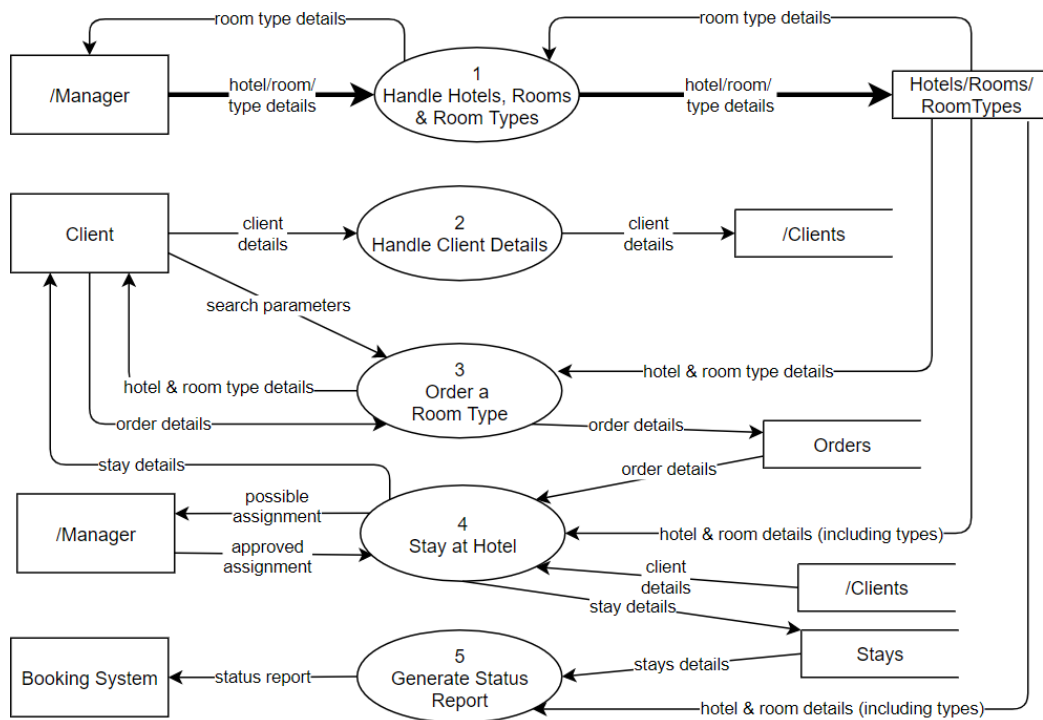 room type details
room type details
/Manager
hotel/room/
type details
1
Handle Hotels, Rooms
& Room Types
hotel/room/
type details
Hotels/Rooms/
RoomTypes
Client
client
details
2
Handle Client Details
client
details
/Clients
search parameters
hotel & room type details
3
Order a
Room Type
hotel & room type details
order details
order details
Orders
stay details
order details
/Manager
possible
assignment
approved
assignment
4
Stay at Hotel
hotel & room details (including types)
client
details
/Clients
stay details
Stays
Booking System
status report
5
Generate Status
Report
stays details
hotel & room details (including types)